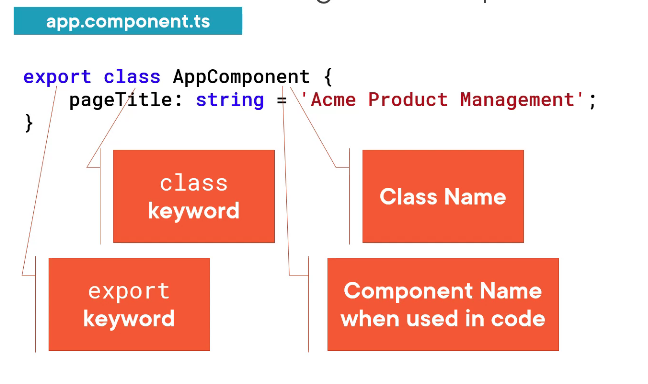 app.component.ts
export class AppComponent {
    pageTitle: string = 'Acme Product Management';
}
class
keyword
Class Name
export
keyword
Component Name
when used in code